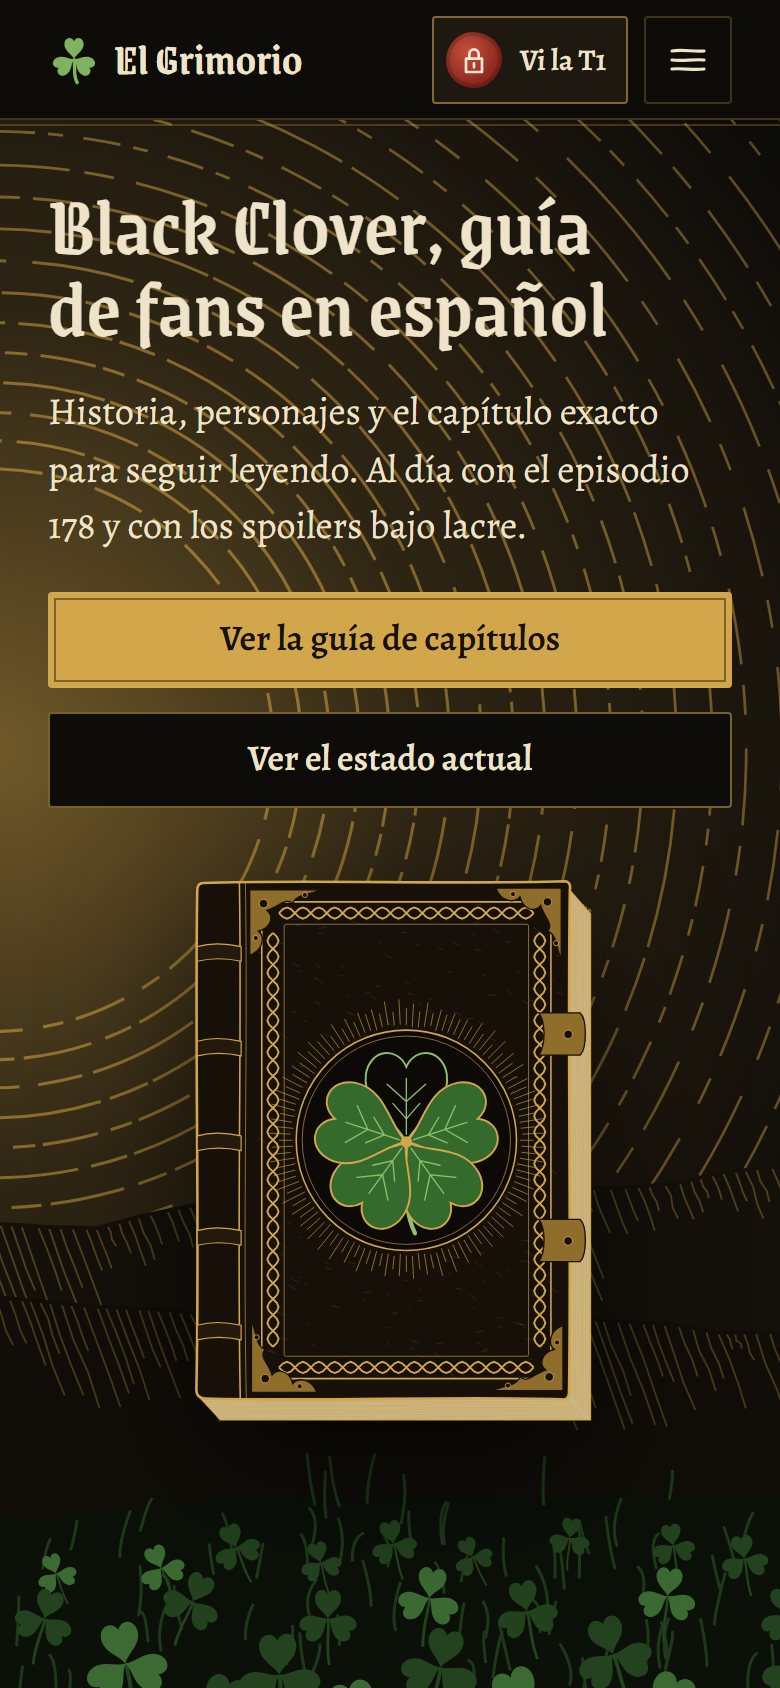 El Grimorio
Vi la T1
Black Clover, guía
de fans en español
Historia, personajes y el capítulo exacto
para seguir leyendo. Al día con el episodio
178 y con los spoilers bajo lacre.
Ver la guía de capítulos
Ver el estado actual